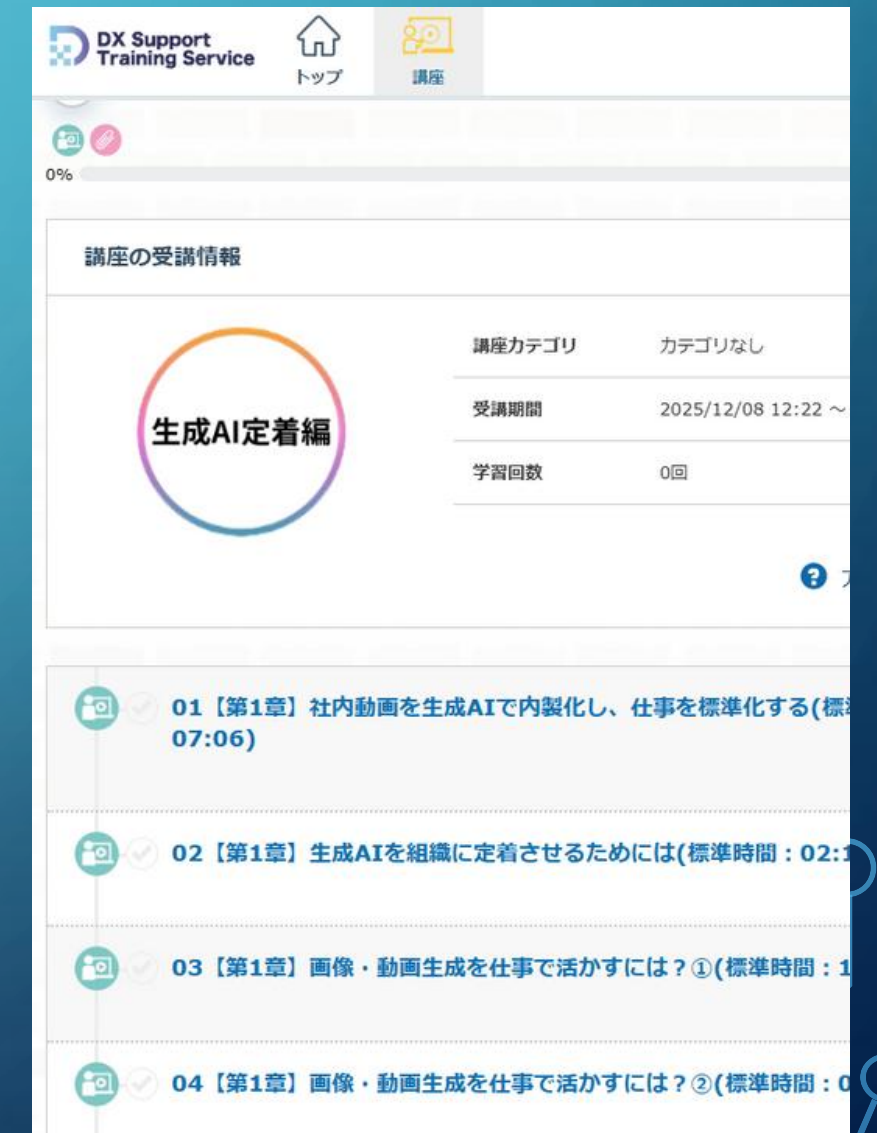 DX Support
Training Service
トップ
講座
0%
講座の受講情報
生成AI定着編
講座カテゴリ
カテゴリなし
受講期間
2025/12/08 12:22 ～
学習回数
0回
01【第1章】社内動画を生成AIで内製化し、仕事を標準化する(標準
07:06)
02【第1章】生成AIを組織に定着させるためには(標準時間：02:1
03【第1章】画像・動画生成を仕事で活かすには？①(標準時間：1
04【第1章】画像・動画生成を仕事で活かすには？②(標準時間：0